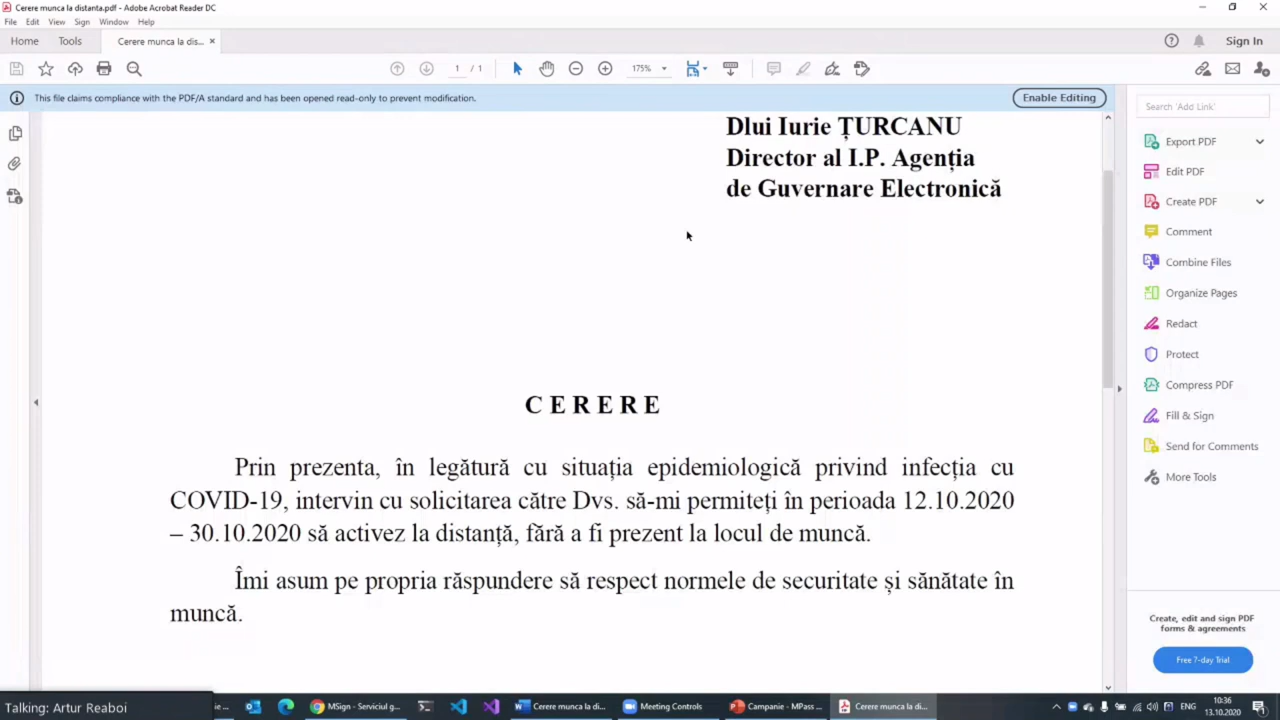 Cerere munca la distanta.pdf - Adobe Acrobat Reader DC
File Edit View Sign Window Help
Home Tools Cerere munca la dis... × Sign In
1 / 1 175%
This file claims compliance with the PDF/A standard and has been opened read-only to prevent modification. Enable Editing
Search 'Add Link'
Export PDF
Edit PDF
Create PDF
Comment
Combine Files
Organize Pages
Redact
Protect
Compress PDF
Fill & Sign
Send for Comments
More Tools
Create, edit and sign PDF
forms & agreements
Free 7-day Trial
Dlui Iurie ȚURCANU
Director al I.P. Agenția
de Guvernare Electronică
C E R E R E
Prin prezenta, în legătură cu situația epidemiologică privind infecția cu
COVID-19, intervin cu solicitarea către Dvs. să-mi permiteți în perioada 12.10.2020
– 30.10.2020 să activez la distanță, fără a fi prezent la locul de muncă.
Îmi asum pe propria răspundere să respect normele de securitate și sănătate în
muncă.
Talking: Artur Reaboi
ie ... MSign - Serviciul g... Cerere munca la di... Meeting Controls Campanie - MPass ... Cerere munca la di... ENG 10:36
13.10.2020